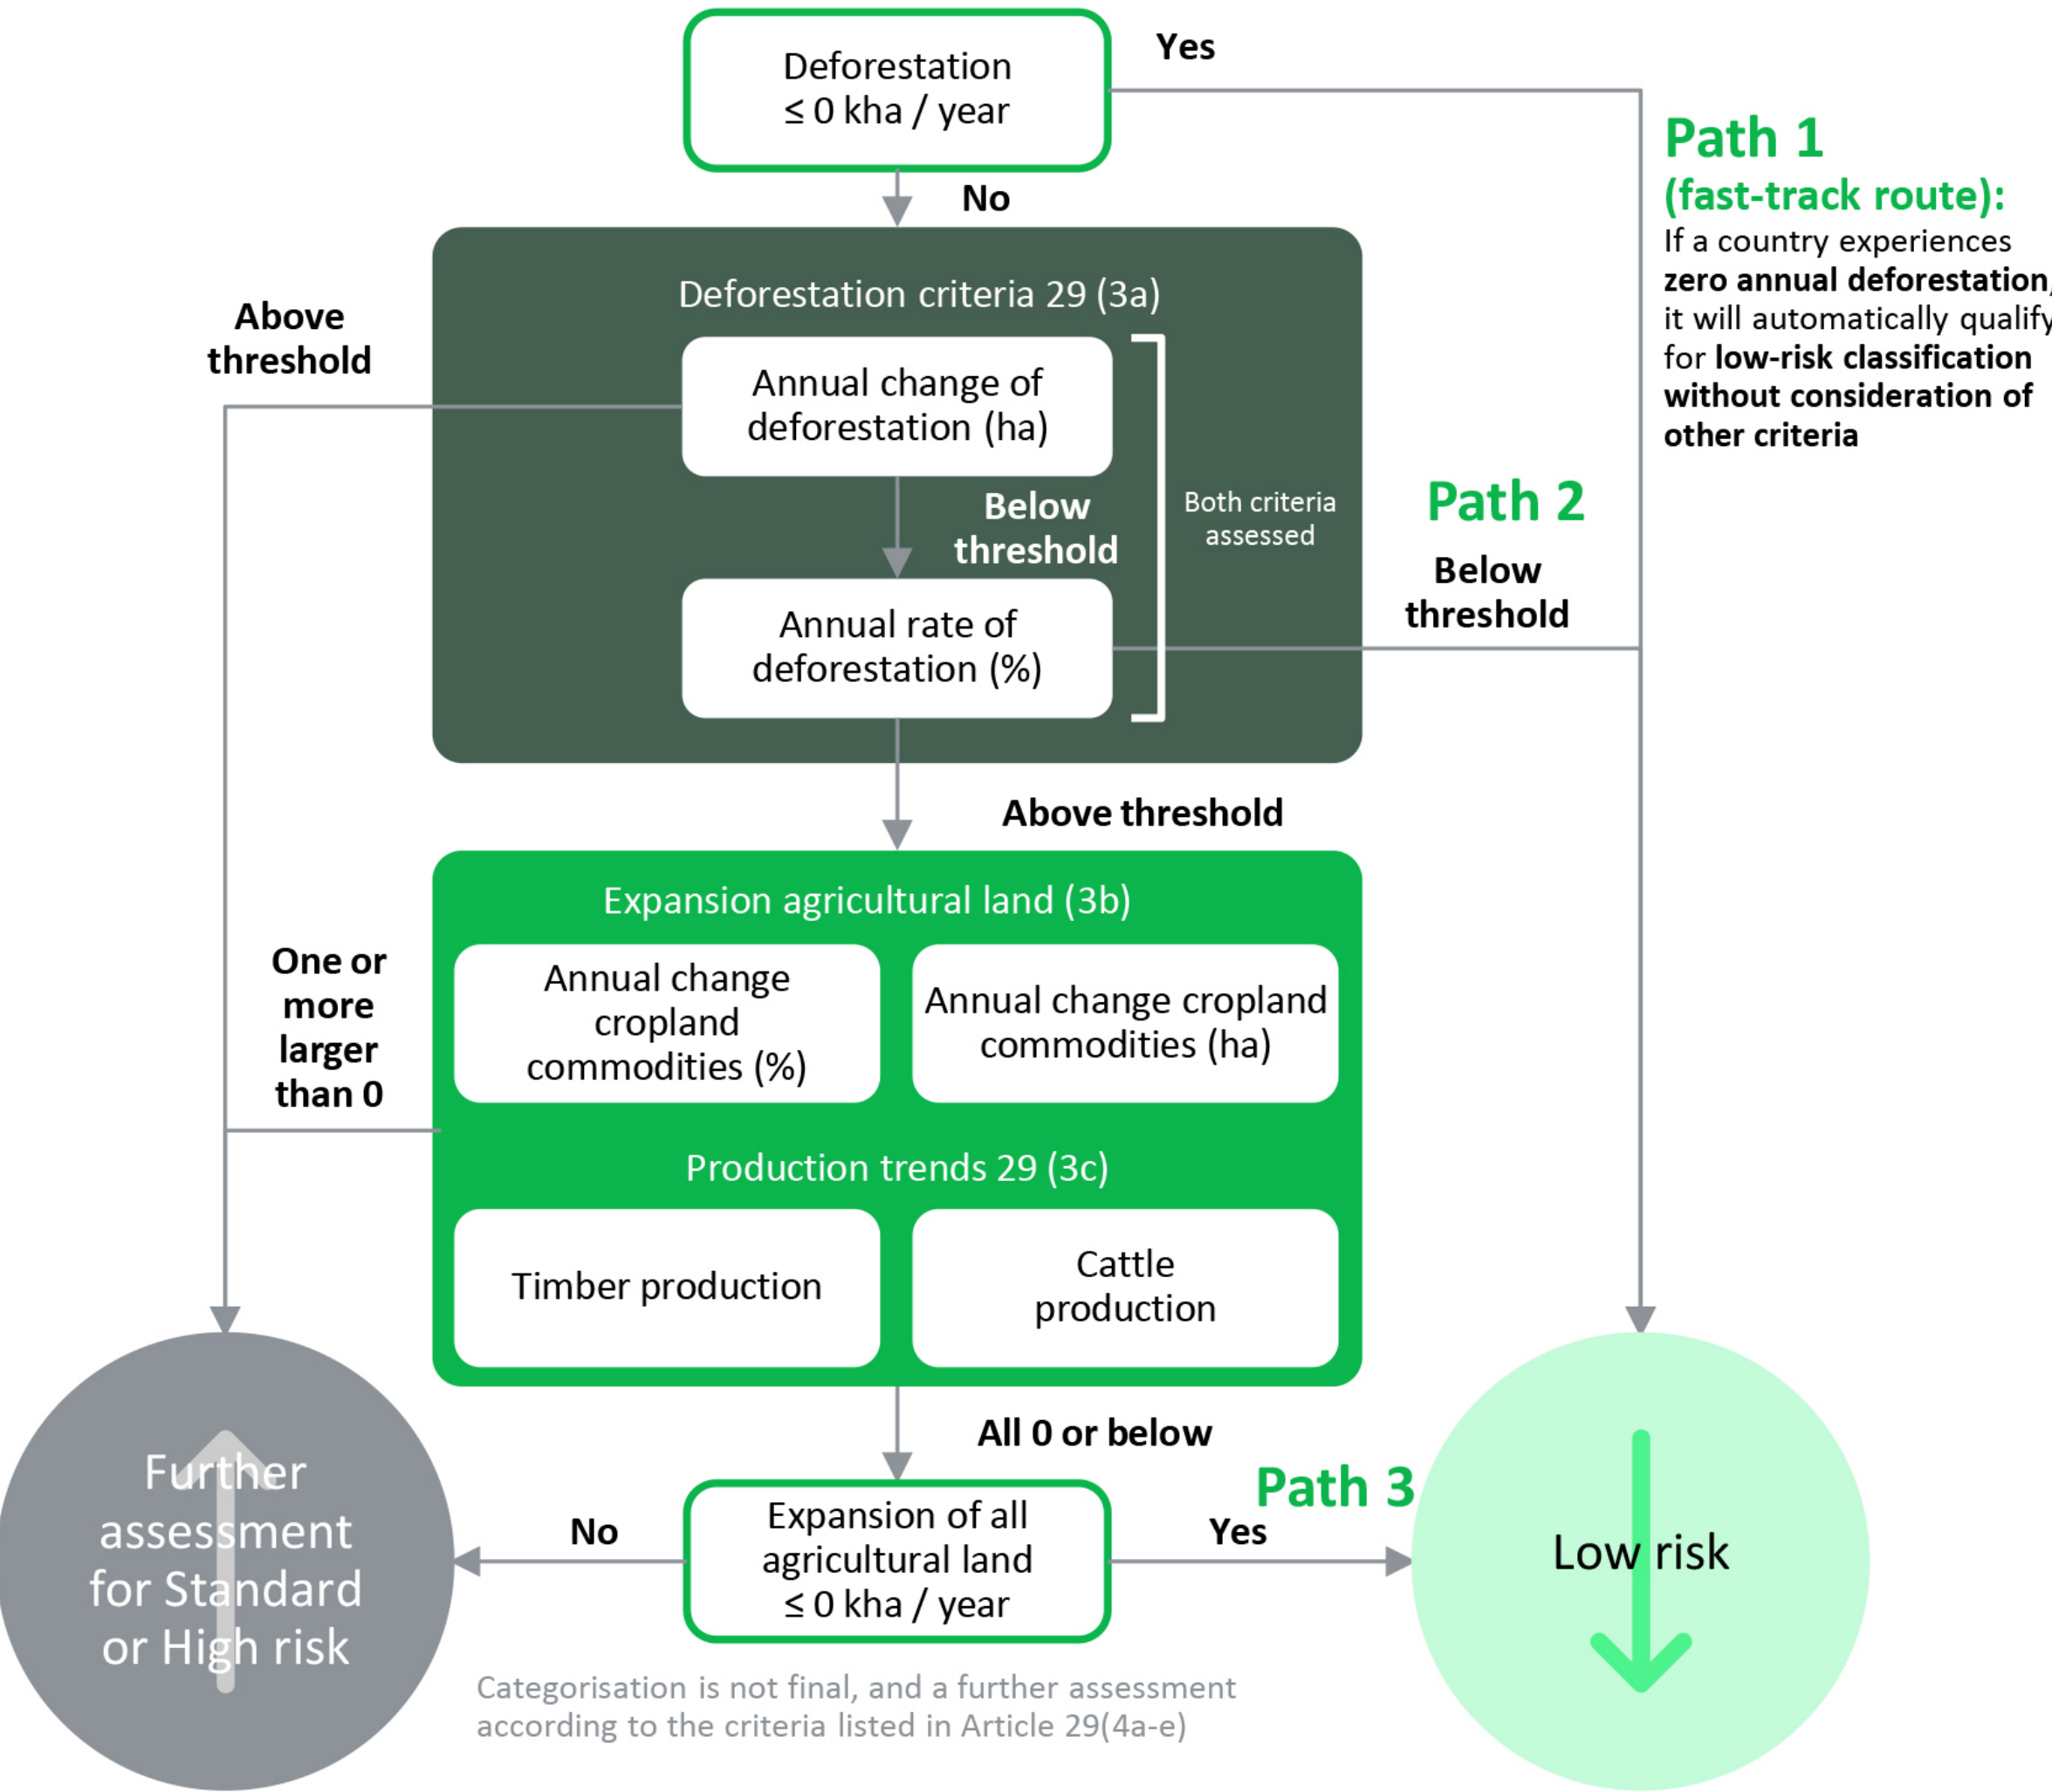 Deforestation
≤ 0 kha / year
Yes
No
Path 1
(fast-track route):
If a country experiences
zero annual deforestation,
it will automatically qualify
for low-risk classification
without consideration of
other criteria
Deforestation criteria 29 (3a)
Above
threshold
Annual change of
deforestation (ha)
Below
threshold
Both criteria
assessed
Path 2
Below
threshold
Annual rate of
deforestation (%)
Above threshold
Expansion agricultural land (3b)
Annual change
cropland
commodities (%)
Annual change cropland
commodities (ha)
One or
more
larger
than 0
Production trends 29 (3c)
Timber production
Cattle
production
All 0 or below
Path 3
Further
assessment
for Standard
or High risk
No
Expansion of all
agricultural land
≤ 0 kha / year
Yes
Low risk
Categorisation is not final, and a further assessment
according to the criteria listed in Article 29(4a-e)